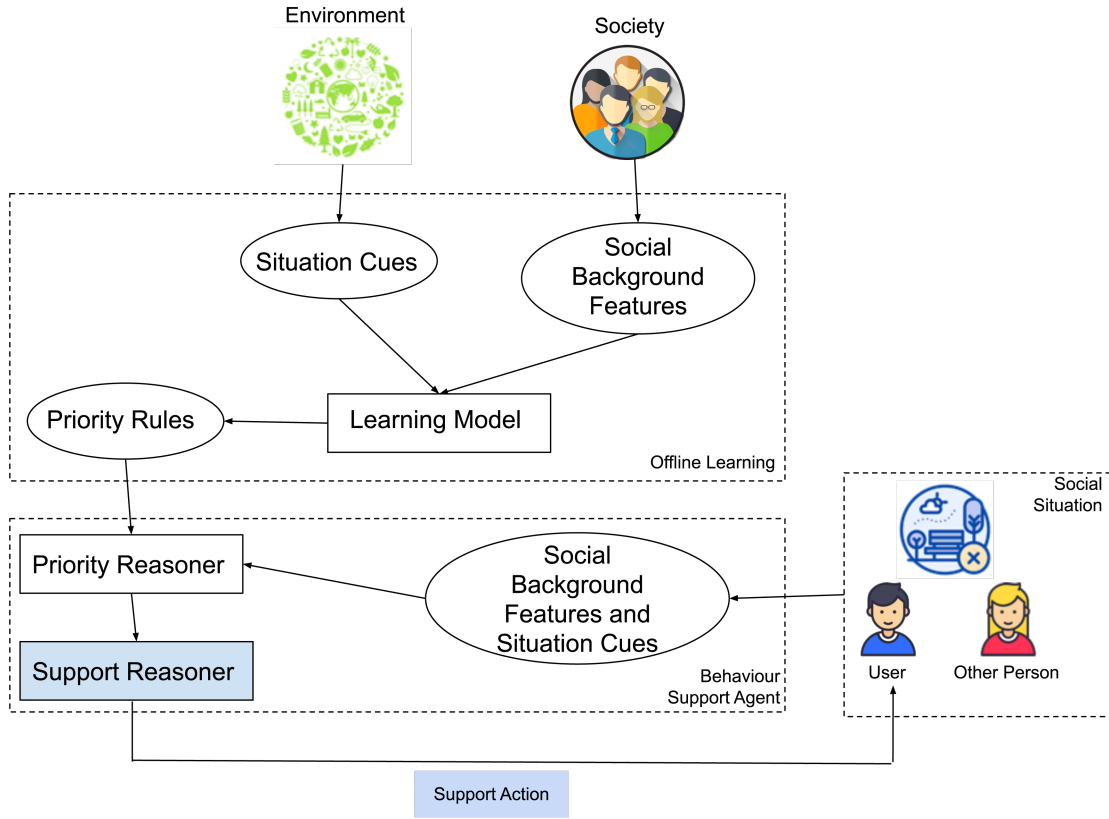 Environment
Society
Situation Cues
Social
Background
Features
Priority Rules
Learning Model
Offline Learning
Social
Situation
Priority Reasoner
Social
Background
Features and
Situation Cues
Support Reasoner
Behaviour
Support Agent
User
Other Person
Support Action